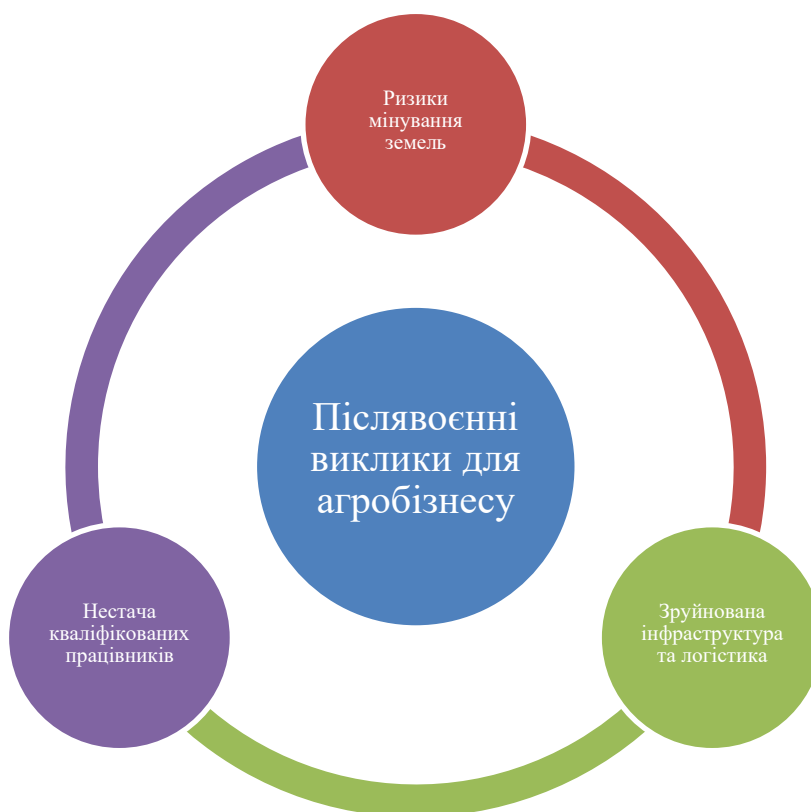 Ризики
мінування
земель
Післявоєнні
виклики для
агробізнесу
Нестача
кваліфікованих
працівників
Зруйнована
інфраструктура
та логістика